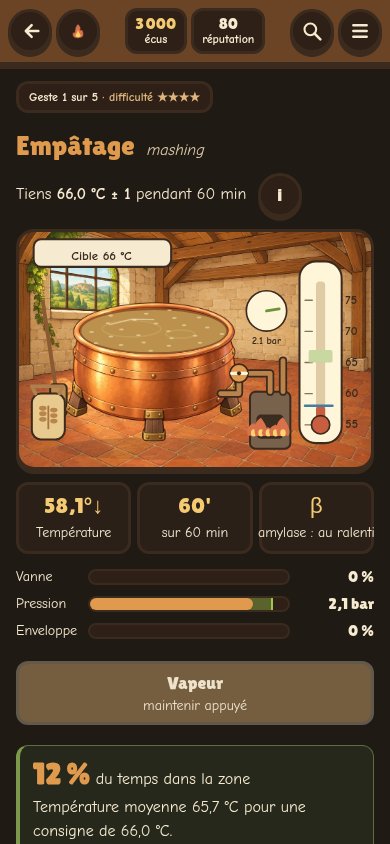 3 000
écus
80
réputation
Geste 1 sur 5 · difficulté ★★★★
Empâtage mashing
Tiens 66,0 °C ± 1 pendant 60 min
i
Cible 66 °C
2.1 bar
75
70
65
60
55
58,1°↓
Température
60'
sur 60 min
β
amylase : au ralenti
Vanne 0 %
Pression 2,1 bar
Enveloppe 0 %
Vapeur
maintenir appuyé
12 % du temps dans la zone
Température moyenne 65,7 °C pour une
consigne de 66,0 °C.